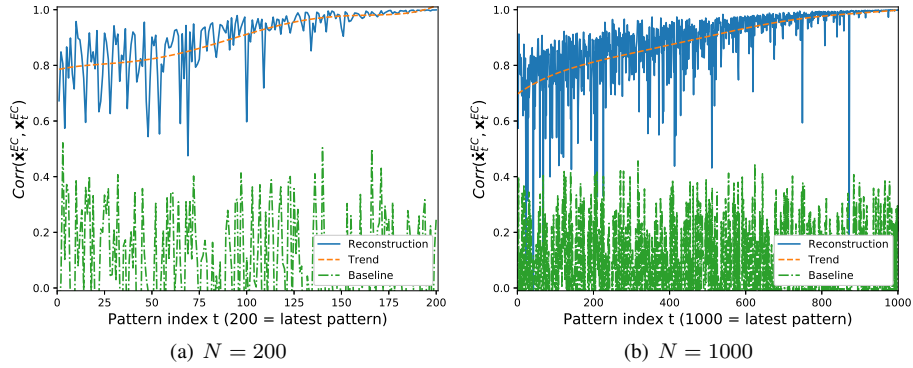 1.0
0.8
0.6
0.4
0.2
0.0
Corr(ẋ_t^EC, x_t^EC)
Reconstruction
Trend
Baseline
0 25 50 75 100 125 150 175 200
Pattern index t (200 = latest pattern)
(a) N = 200
1.0
0.8
0.6
0.4
0.2
0.0
Corr(ẋ_t^EC, x_t^EC)
Reconstruction
Trend
Baseline
0 200 400 600 800 1000
Pattern index t (1000 = latest pattern)
(b) N = 1000